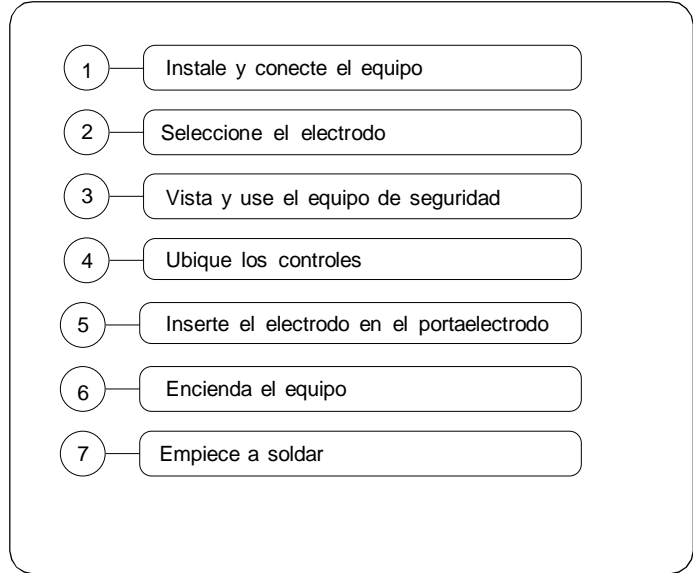 1 Instale y conecte el equipo
2 Seleccione el electrodo
3 Vista y use el equipo de seguridad
4 Ubique los controles
5 Inserte el electrodo en el portaelectrodo
6 Encienda el equipo
7 Empiece a soldar